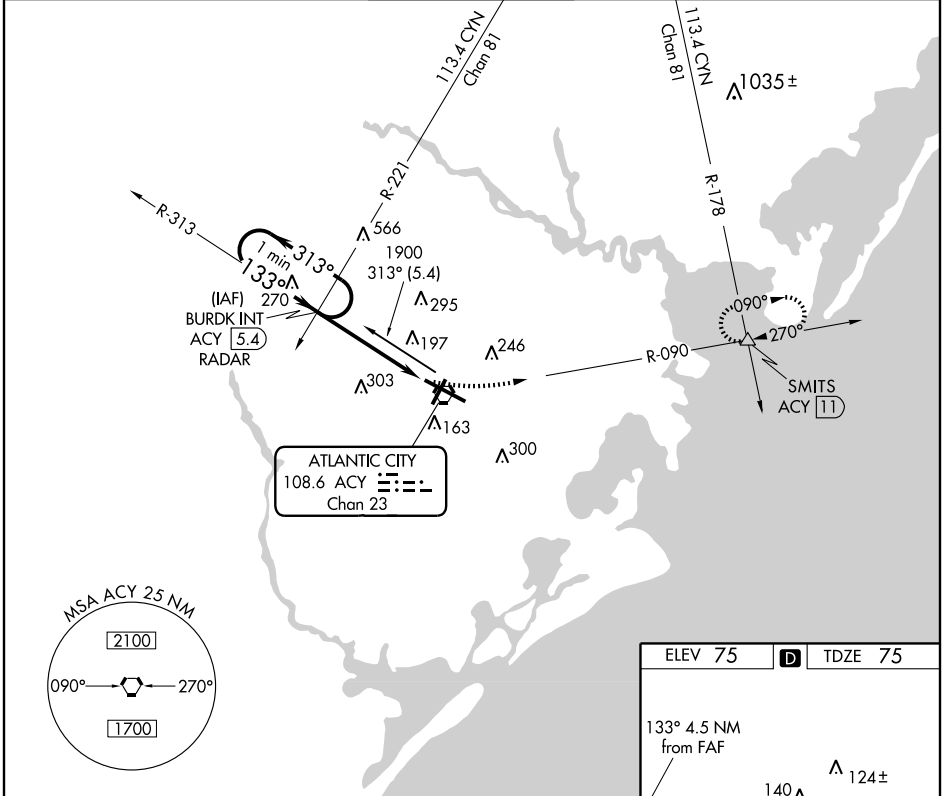 113.4 CYN
Chan 81
R-221
113.4 CYN
Chan 81
R-178
1035±
R-313
1 min
313°
133°
566
1900
313° (5.4)
295
197
246
303
163
300
270
(IAF)
BURDK INT
ACY 5.4
RADAR
090°
270°
R-090
SMITS
ACY 11
ATLANTIC CITY
108.6 ACY
Chan 23
MSA ACY 25 NM
2100
090°
270°
1700
ELEV 75
D
TDZE 75
133° 4.5 NM
from FAF
124±
140